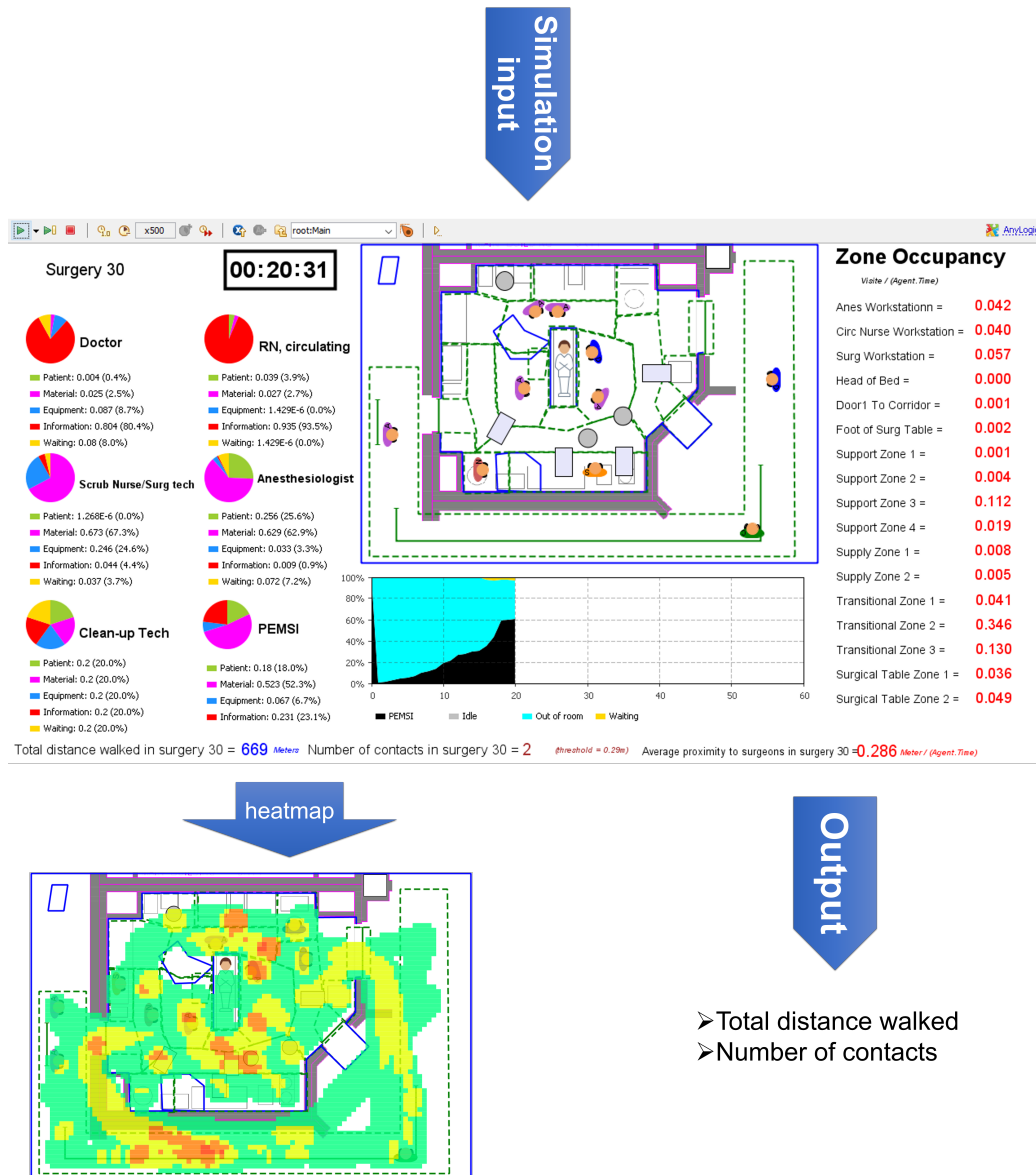 Simulation
input
x500
root:Main
AnyLogic
Surgery 30
00:20:31
Doctor
Patient: 0.004 (0.4%)
Material: 0.025 (2.5%)
Equipment: 0.087 (8.7%)
Information: 0.804 (80.4%)
Waiting: 0.08 (8.0%)
RN, circulating
Patient: 0.039 (3.9%)
Material: 0.027 (2.7%)
Equipment: 1.429E-6 (0.0%)
Information: 0.935 (93.5%)
Waiting: 1.429E-6 (0.0%)
Scrub Nurse/Surg tech
Patient: 1.268E-6 (0.0%)
Material: 0.673 (67.3%)
Equipment: 0.246 (24.6%)
Information: 0.044 (4.4%)
Waiting: 0.037 (3.7%)
Anesthesiologist
Patient: 0.256 (25.6%)
Material: 0.629 (62.9%)
Equipment: 0.033 (3.3%)
Information: 0.009 (0.9%)
Waiting: 0.072 (7.2%)
Clean-up Tech
Patient: 0.2 (20.0%)
Material: 0.2 (20.0%)
Equipment: 0.2 (20.0%)
Information: 0.2 (20.0%)
Waiting: 0.2 (20.0%)
PEMSI
Patient: 0.18 (18.0%)
Material: 0.523 (52.3%)
Equipment: 0.067 (6.7%)
Information: 0.231 (23.1%)
100%
80%
60%
40%
20%
0%
0 10 20 30 40 50 60
PEMSI Idle Out of room Waiting
Zone Occupancy
Visite / (Agent.Time)
Anes Workstationn = 0.042
Circ Nurse Workstation = 0.040
Surg Workstation = 0.057
Head of Bed = 0.000
Door1 To Corridor = 0.001
Foot of Surg Table = 0.002
Support Zone 1 = 0.001
Support Zone 2 = 0.004
Support Zone 3 = 0.112
Support Zone 4 = 0.019
Supply Zone 1 = 0.008
Supply Zone 2 = 0.005
Transitional Zone 1 = 0.041
Transitional Zone 2 = 0.346
Transitional Zone 3 = 0.130
Surgical Table Zone 1 = 0.036
Surgical Table Zone 2 = 0.049
Total distance walked in surgery 30 = 669 Meters Number of contacts in surgery 30 = 2 (threshold = 0.29m) Average proximity to surgeons in surgery 30 =0.286 Meter / (Agent.Time)
heatmap
Output
➢Total distance walked
➢Number of contacts